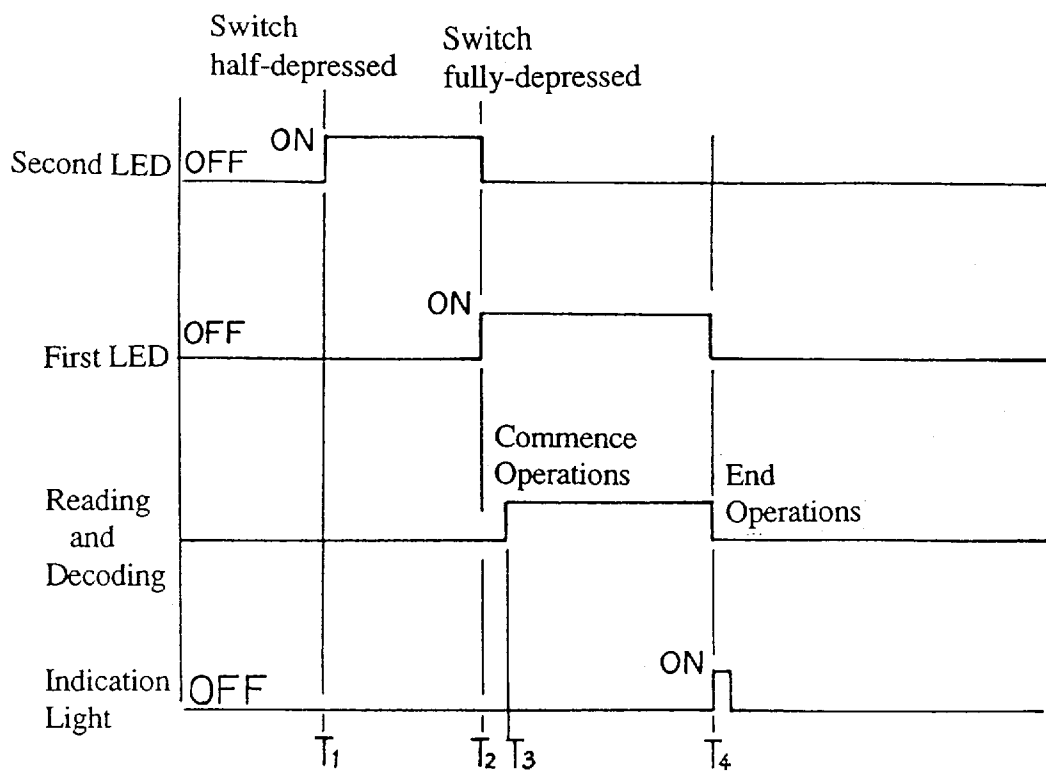 Switch
half-depressed
Switch
fully-depressed
Second LED
OFF
ON
First LED
OFF
ON
Commence
Operations
End
Operations
Reading
and
Decoding
Indication
Light
OFF
ON
T1
T2
T3
T4